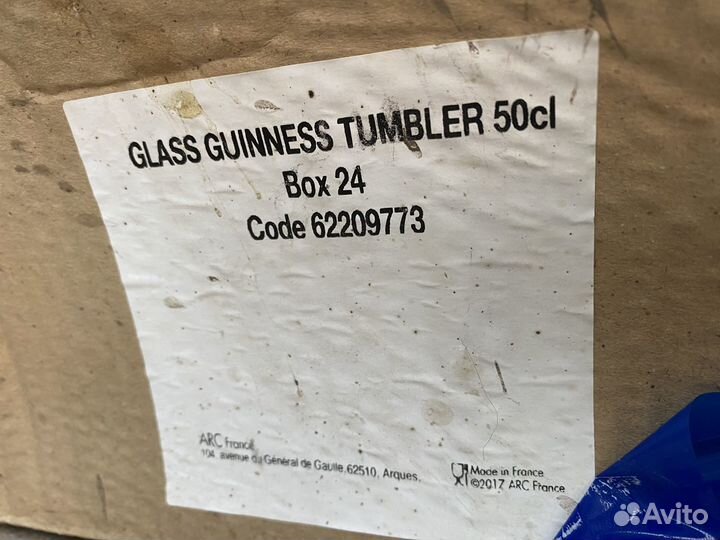 GLASS GUINNESS TUMBLER 50cl
Box 24
Code 62209773
ARC France
104, avenue du Général de Gaulle, 62510, Arques,
Made in France
©2017 ARC France
Avito